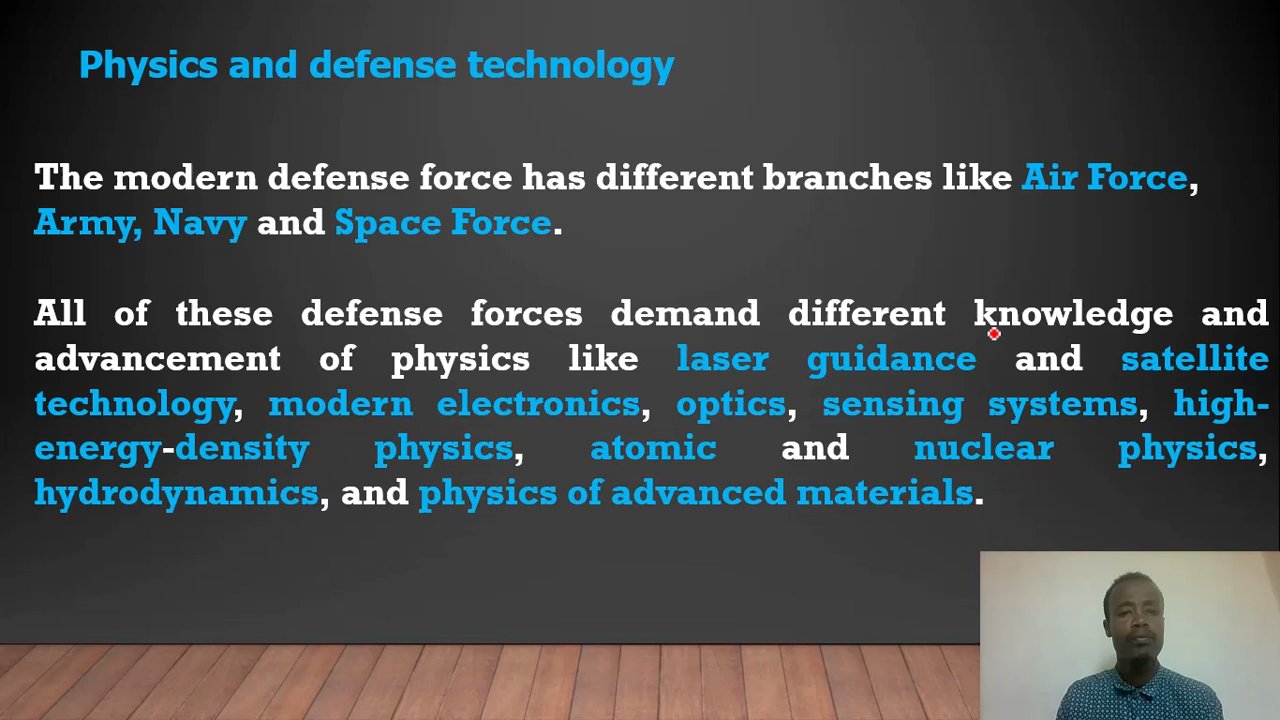 Physics and defense technology
The modern defense force has different branches like Air Force,
Army, Navy and Space Force.
All of these defense forces demand different knowledge and
advancement of physics like laser guidance and satellite
technology, modern electronics, optics, sensing systems, high-
energy-density physics, atomic and nuclear physics,
hydrodynamics, and physics of advanced materials.